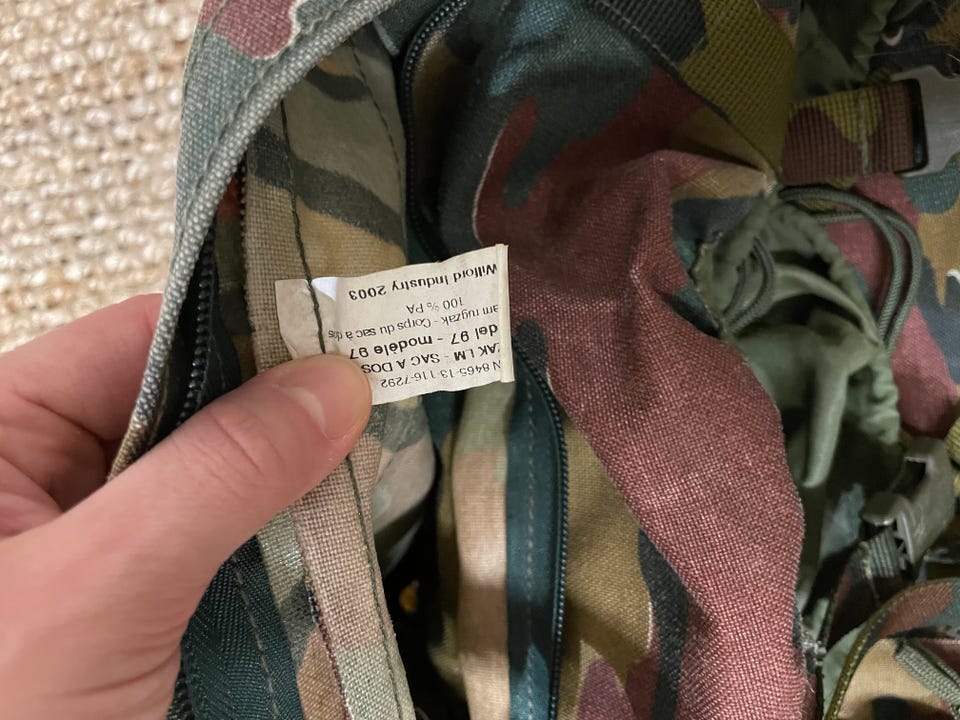 N 8465-13-116-7292
ZAK LM - SAC A DOS
del 97 - modèle 97
am rugzak - Corps du sac à dos
100 % PA
Wilford Industry 2003